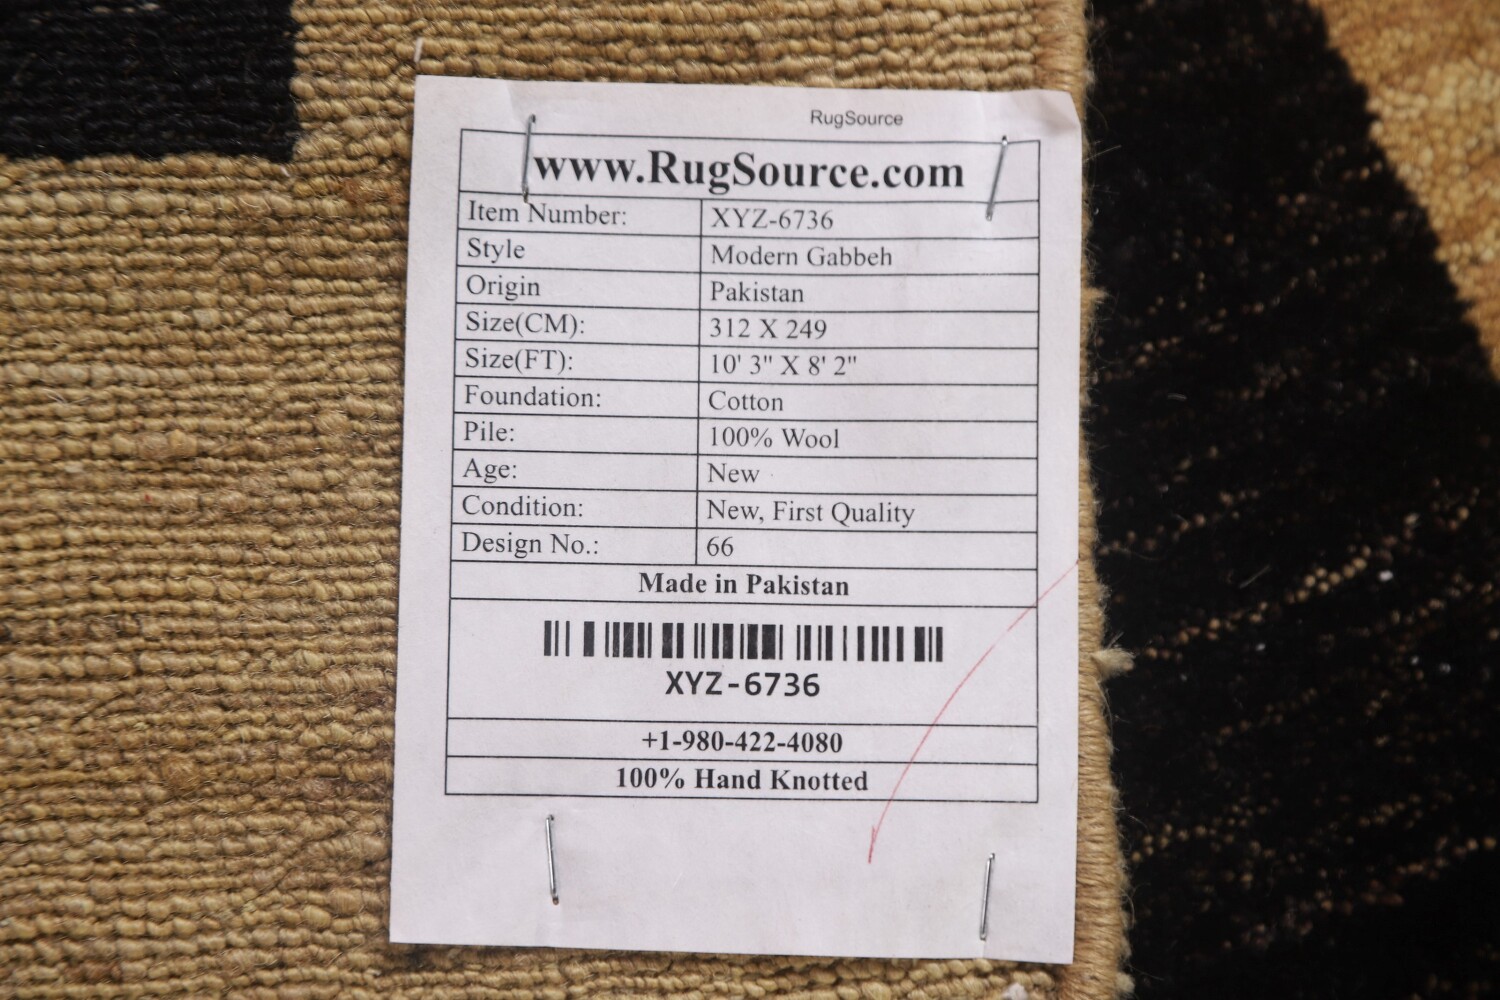 RugSource
www.RugSource.com
Item Number: XYZ-6736
Style Modern Gabbeh
Origin Pakistan
Size(CM): 312 X 249
Size(FT): 10' 3" X 8' 2"
Foundation: Cotton
Pile: 100% Wool
Age: New
Condition: New, First Quality
Design No.: 66
Made in Pakistan
XYZ-6736
+1-980-422-4080
100% Hand Knotted